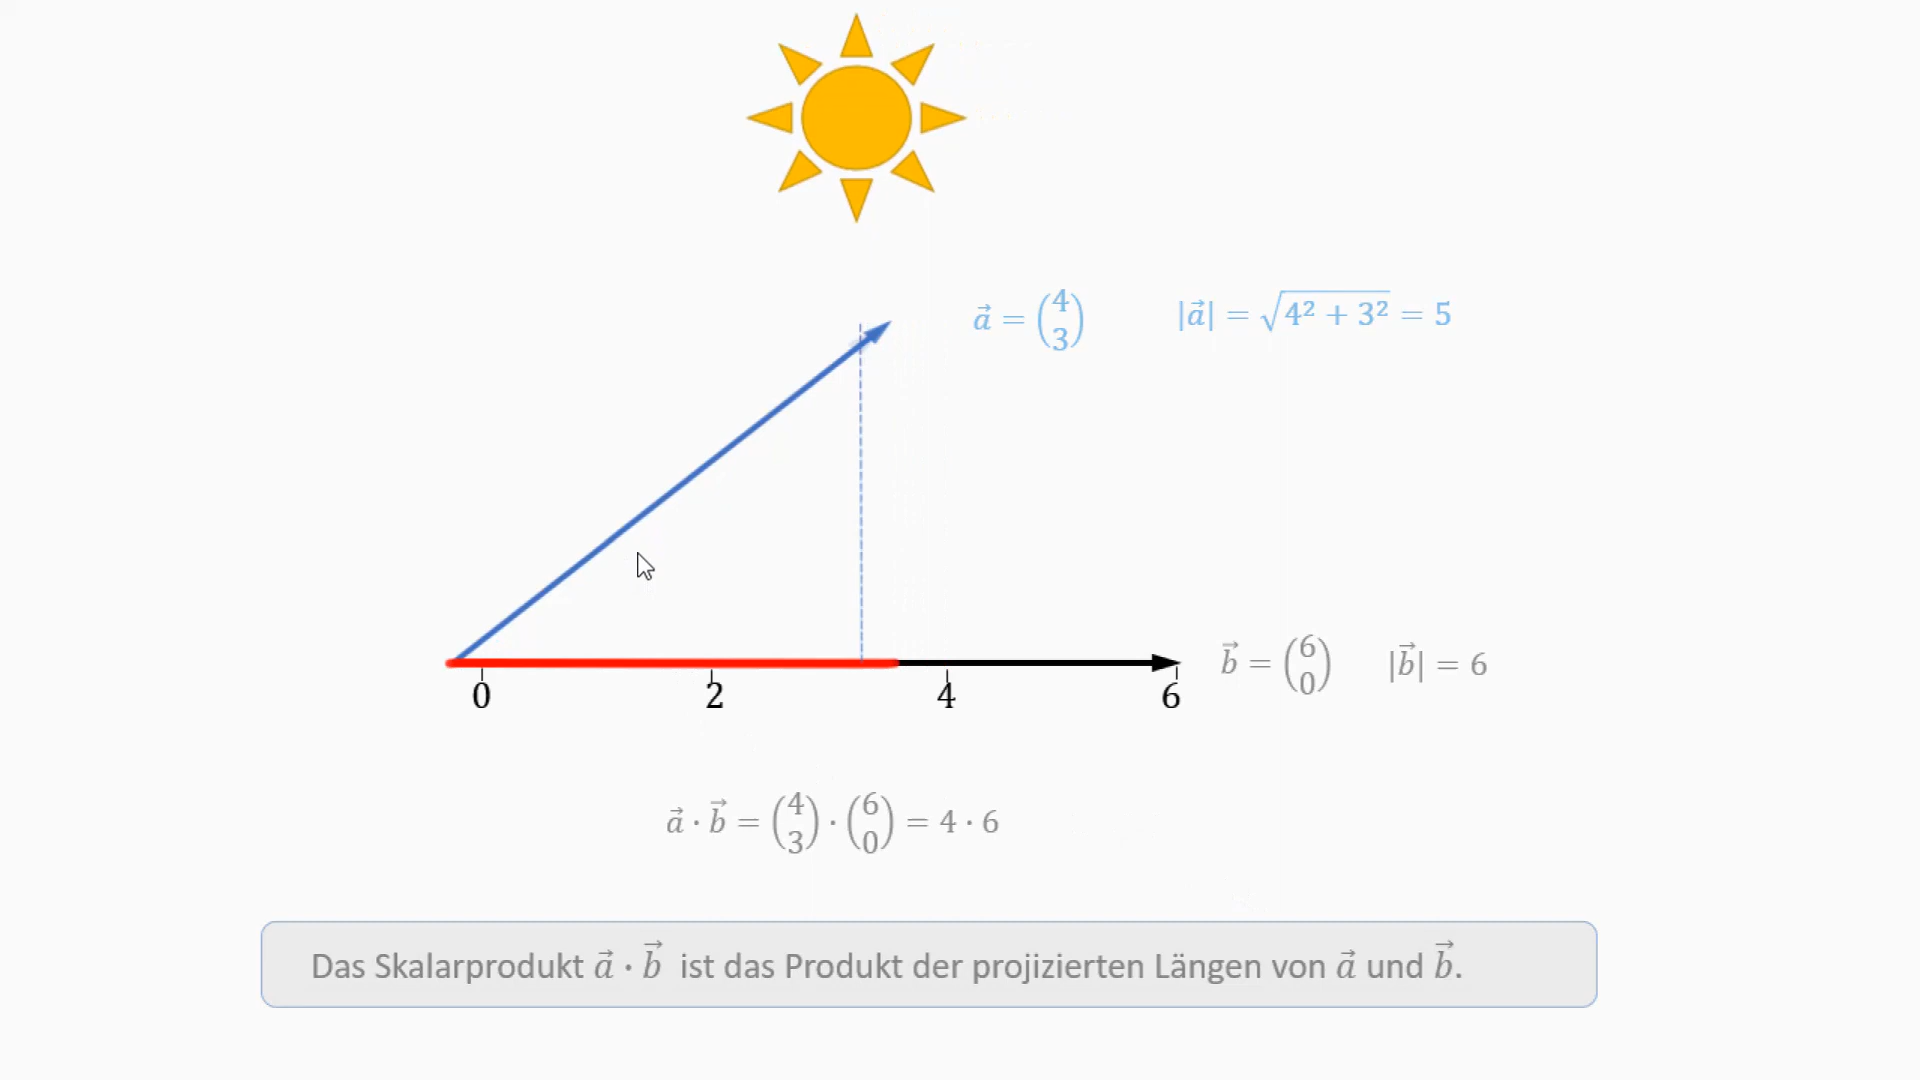 a⃗ = (4 3) |a⃗| = √4² + 3² = 5
b⃗ = (6 0) |b⃗| = 6
0 2 4 6
a⃗ · b⃗ = (4 3) · (6 0) = 4 · 6
Das Skalarprodukt a⃗ · b⃗ ist das Produkt der projizierten Längen von a⃗ und b⃗.